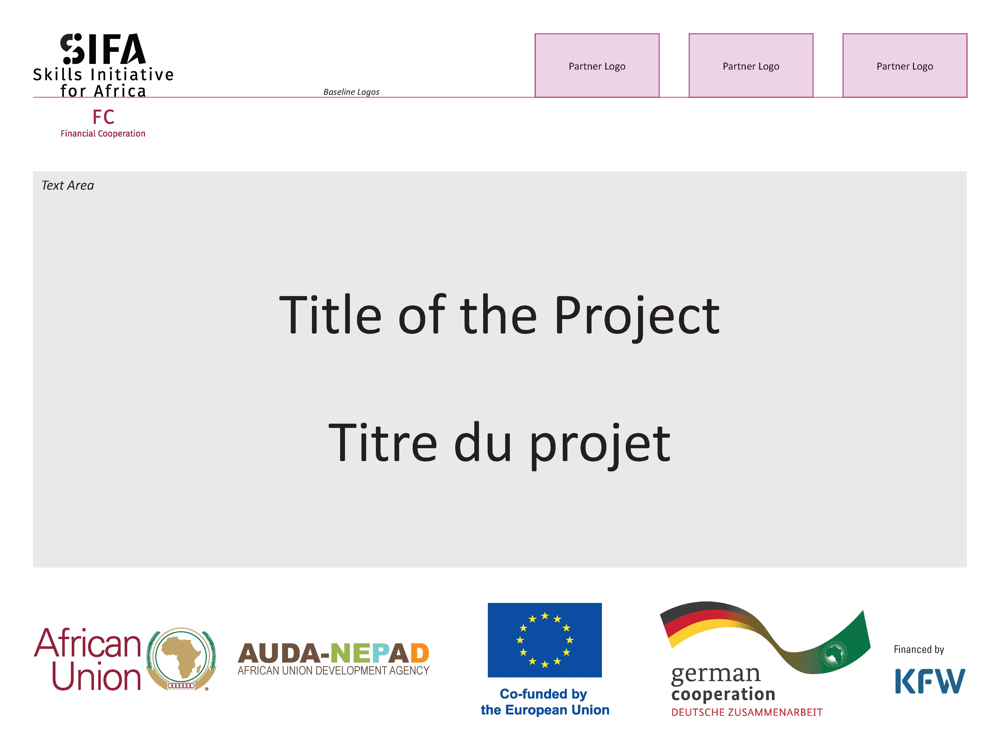 SIFA
Skills Initiative
for Africa
FC
Financial Cooperation
Baseline Logos
Partner Logo
Partner Logo
Partner Logo
Text Area
Title of the Project
Titre du projet
African
Union
AUDA-NEPAD
AFRICAN UNION DEVELOPMENT AGENCY
Co-funded by
the European Union
german
cooperation
DEUTSCHE ZUSAMMENARBEIT
Financed by
KFW